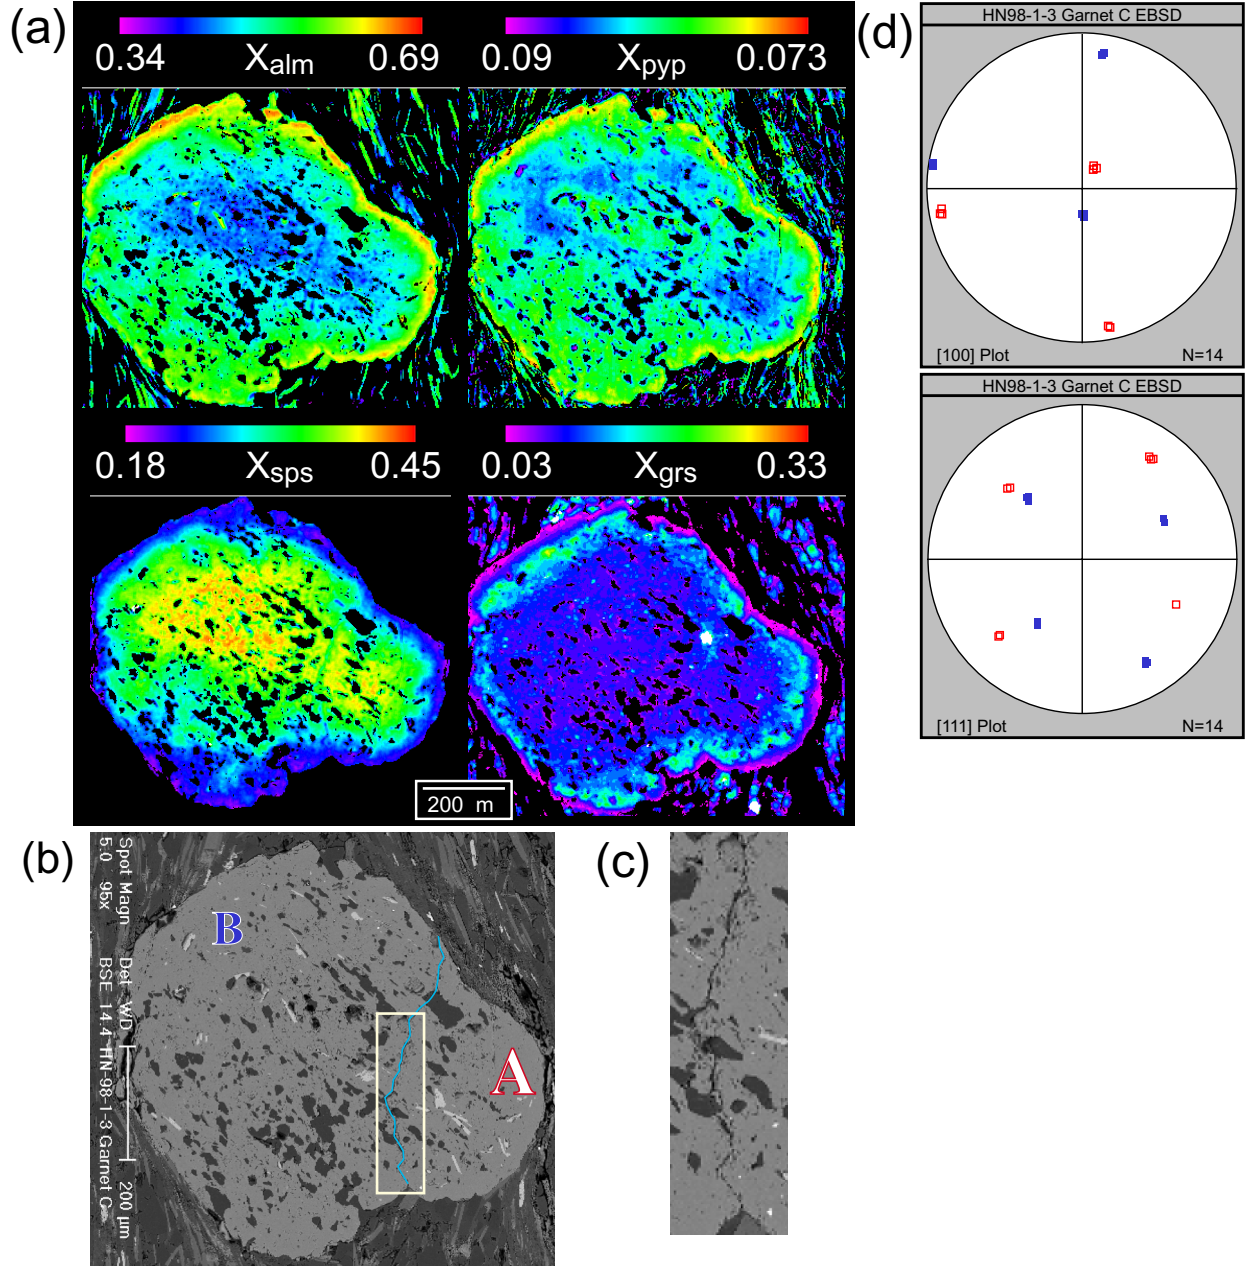 (a)
0.34 Xalm 0.69
0.09 Xpyp 0.073
0.18 Xsps 0.45
0.03 Xgrs 0.33
200 m
(d)
HN98-1-3 Garnet C EBSD
[100] Plot N=14
HN98-1-3 Garnet C EBSD
[111] Plot N=14
(b)
Spot Magn Det WD 200 µm
5.0 95x BSE 14.4 HN-98-1-3 Garnet C
B
A
(c)